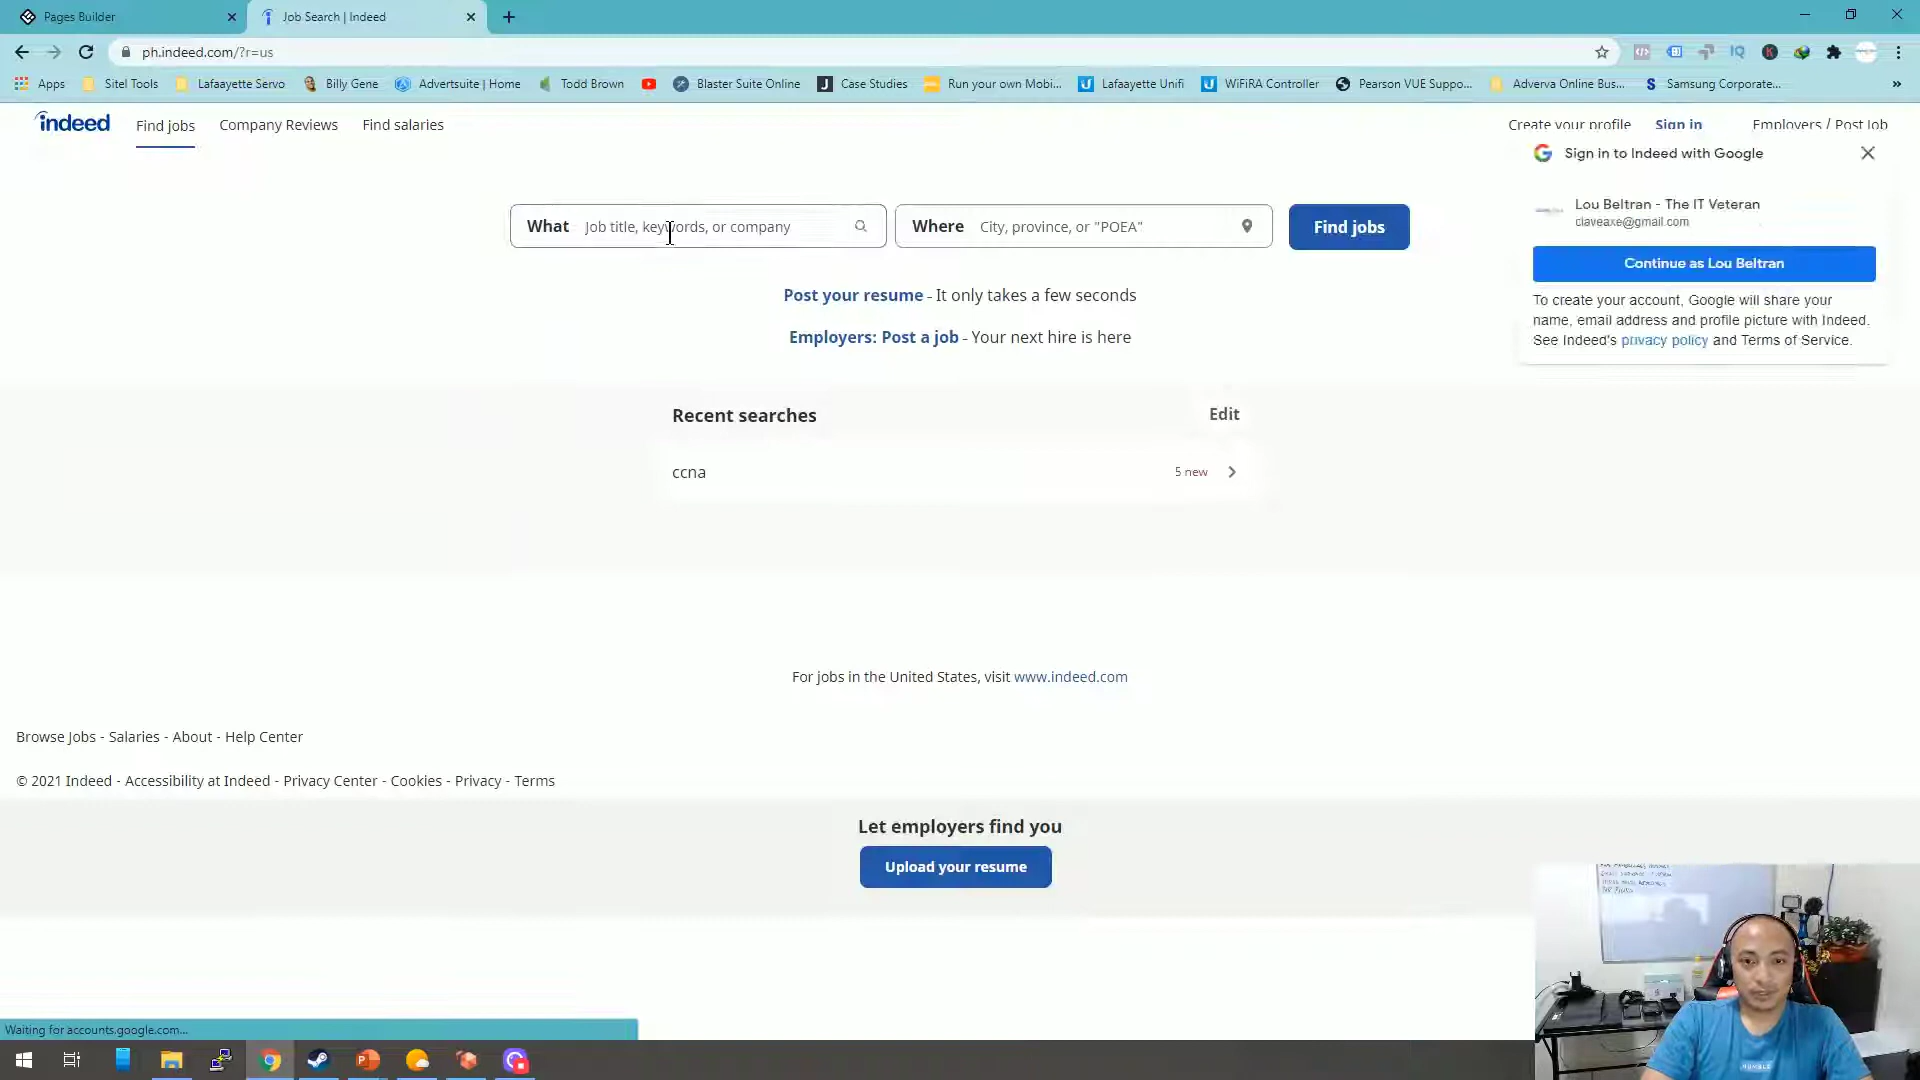 Pages Builder
Job Search | Indeed
ph.indeed.com/?r=us
Apps
Sitel Tools
Lafaayette Servo
Billy Gene
Advertsuite | Home
Todd Brown
Blaster Suite Online
Case Studies
Run your own Mobi...
Lafaayette Unifi
WiFiRA Controller
Pearson VUE Suppo...
Adverva Online Bus...
Samsung Corporate...
indeed
Find jobs
Company Reviews
Find salaries
Create your profile
Sign in
Employers / Post Job
Sign in to Indeed with Google
Lou Beltran - The IT Veteran
claveaxe@gmail.com
Continue as Lou Beltran
To create your account, Google will share your
name, email address and profile picture with Indeed.
See Indeed's privacy policy and Terms of Service.
What Job title, keywords, or company
Where City, province, or "POEA"
Find jobs
Post your resume - It only takes a few seconds
Employers: Post a job - Your next hire is here
Recent searches
Edit
ccna
5 new
For jobs in the United States, visit www.indeed.com
Browse Jobs - Salaries - About - Help Center
© 2021 Indeed - Accessibility at Indeed - Privacy Center - Cookies - Privacy - Terms
Let employers find you
Upload your resume
Waiting for accounts.google.com...